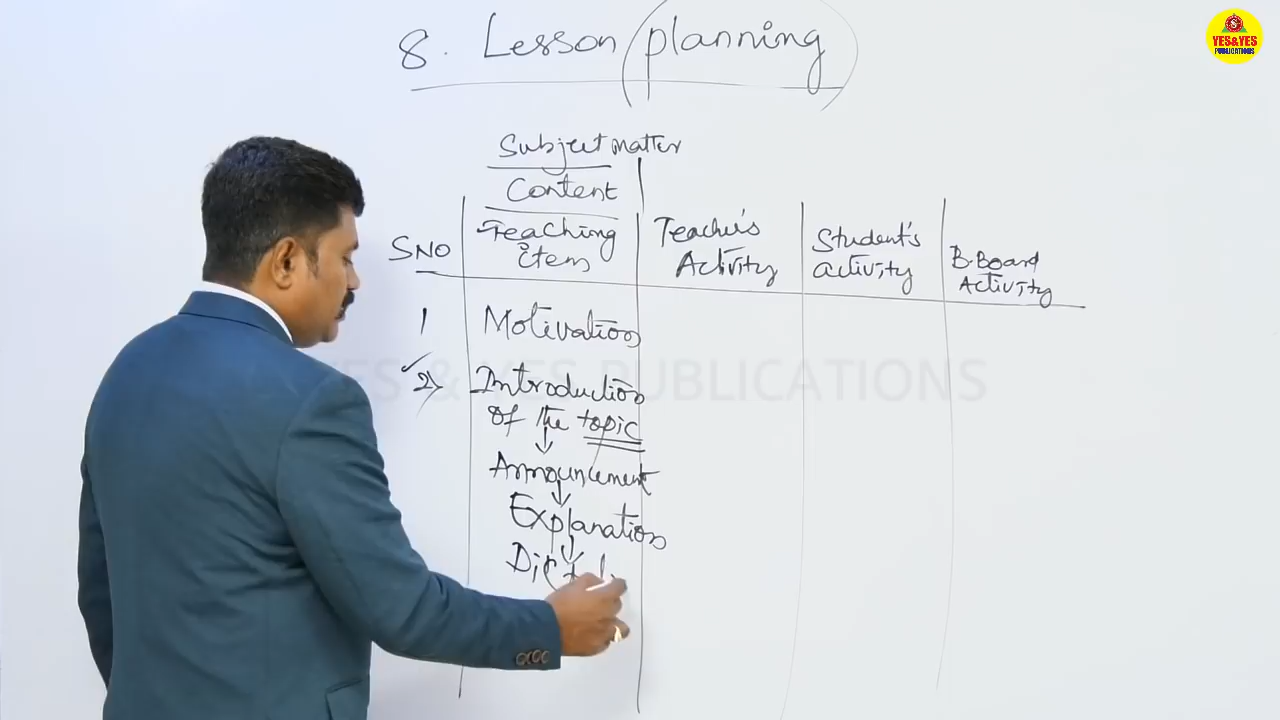 8. Lesson planning
YES&YES
PUBLICATIONS
Subject matter
Content
SNO
Teaching
Item
Teacher's
Activity
Student's
activity
B.Board
Activity
1
Motivation
2)
Introduction
of the topic
Announcement
Explanation
YES & YES PUBLICATIONS